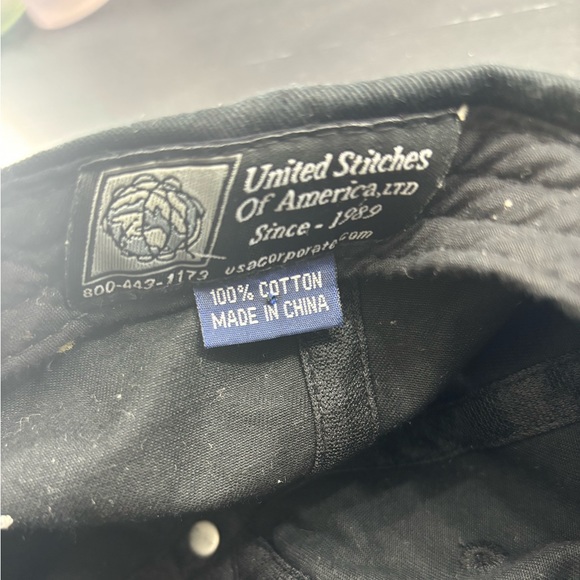 United Stitches
Of America, LTD
Since - 1989
usacorporate.com
800-443-1173
100% COTTON
MADE IN CHINA